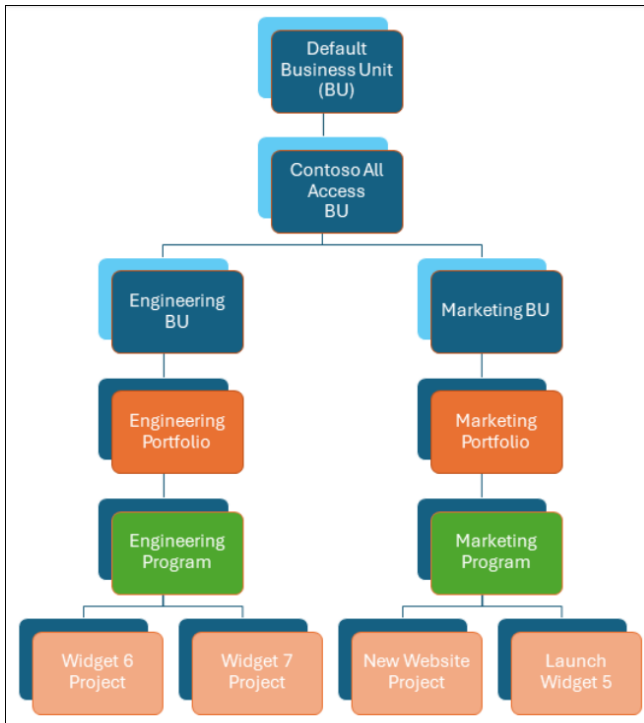 Default
Business Unit
(BU)
Contoso All
Access
BU
Engineering
BU
Marketing BU
Engineering
Portfolio
Marketing
Portfolio
Engineering
Program
Marketing
Program
Widget 6
Project
Widget 7
Project
New Website
Project
Launch
Widget 5